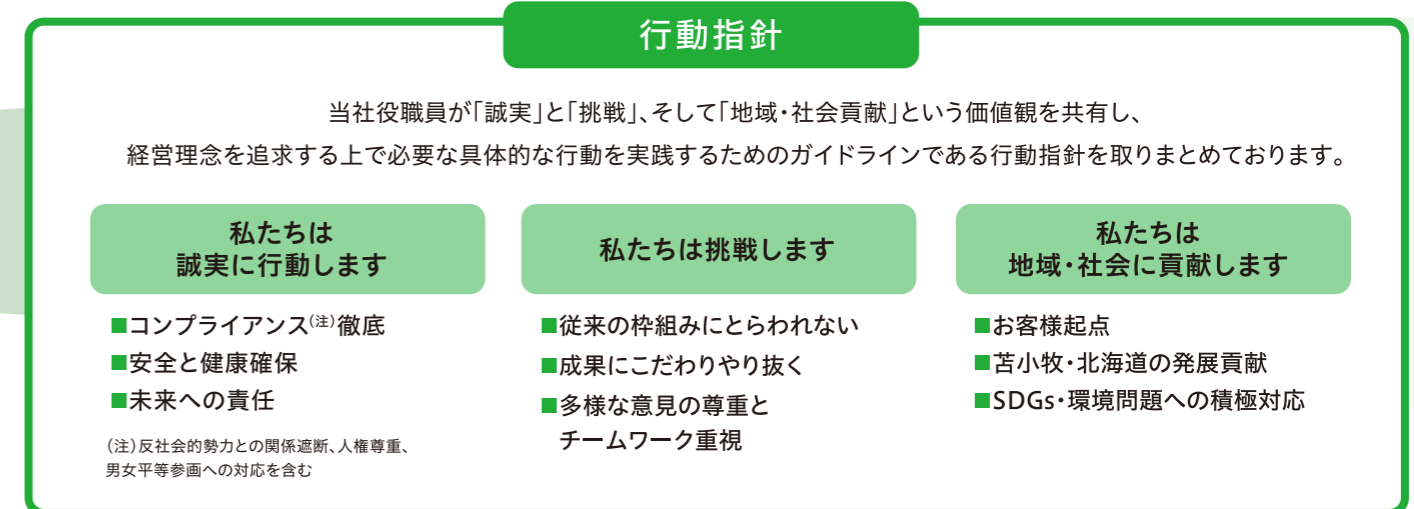 行動指針
当社役職員が「誠実」と「挑戦」、そして「地域・社会貢献」という価値観を共有し、
経営理念を追求する上で必要な具体的な行動を実践するためのガイドラインである行動指針を取りまとめております。
私たちは
誠実に行動します
■コンプライアンス(注)徹底
■安全と健康確保
■未来への責任
(注)反社会的勢力との関係遮断、人権尊重、
男女平等参画への対応を含む
私たちは挑戦します
■従来の枠組みにとらわれない
■成果にこだわりやり抜く
■多様な意見の尊重と
チームワーク重視
私たちは
地域・社会に貢献します
■お客様起点
■苫小牧・北海道の発展貢献
■SDGs・環境問題への積極対応